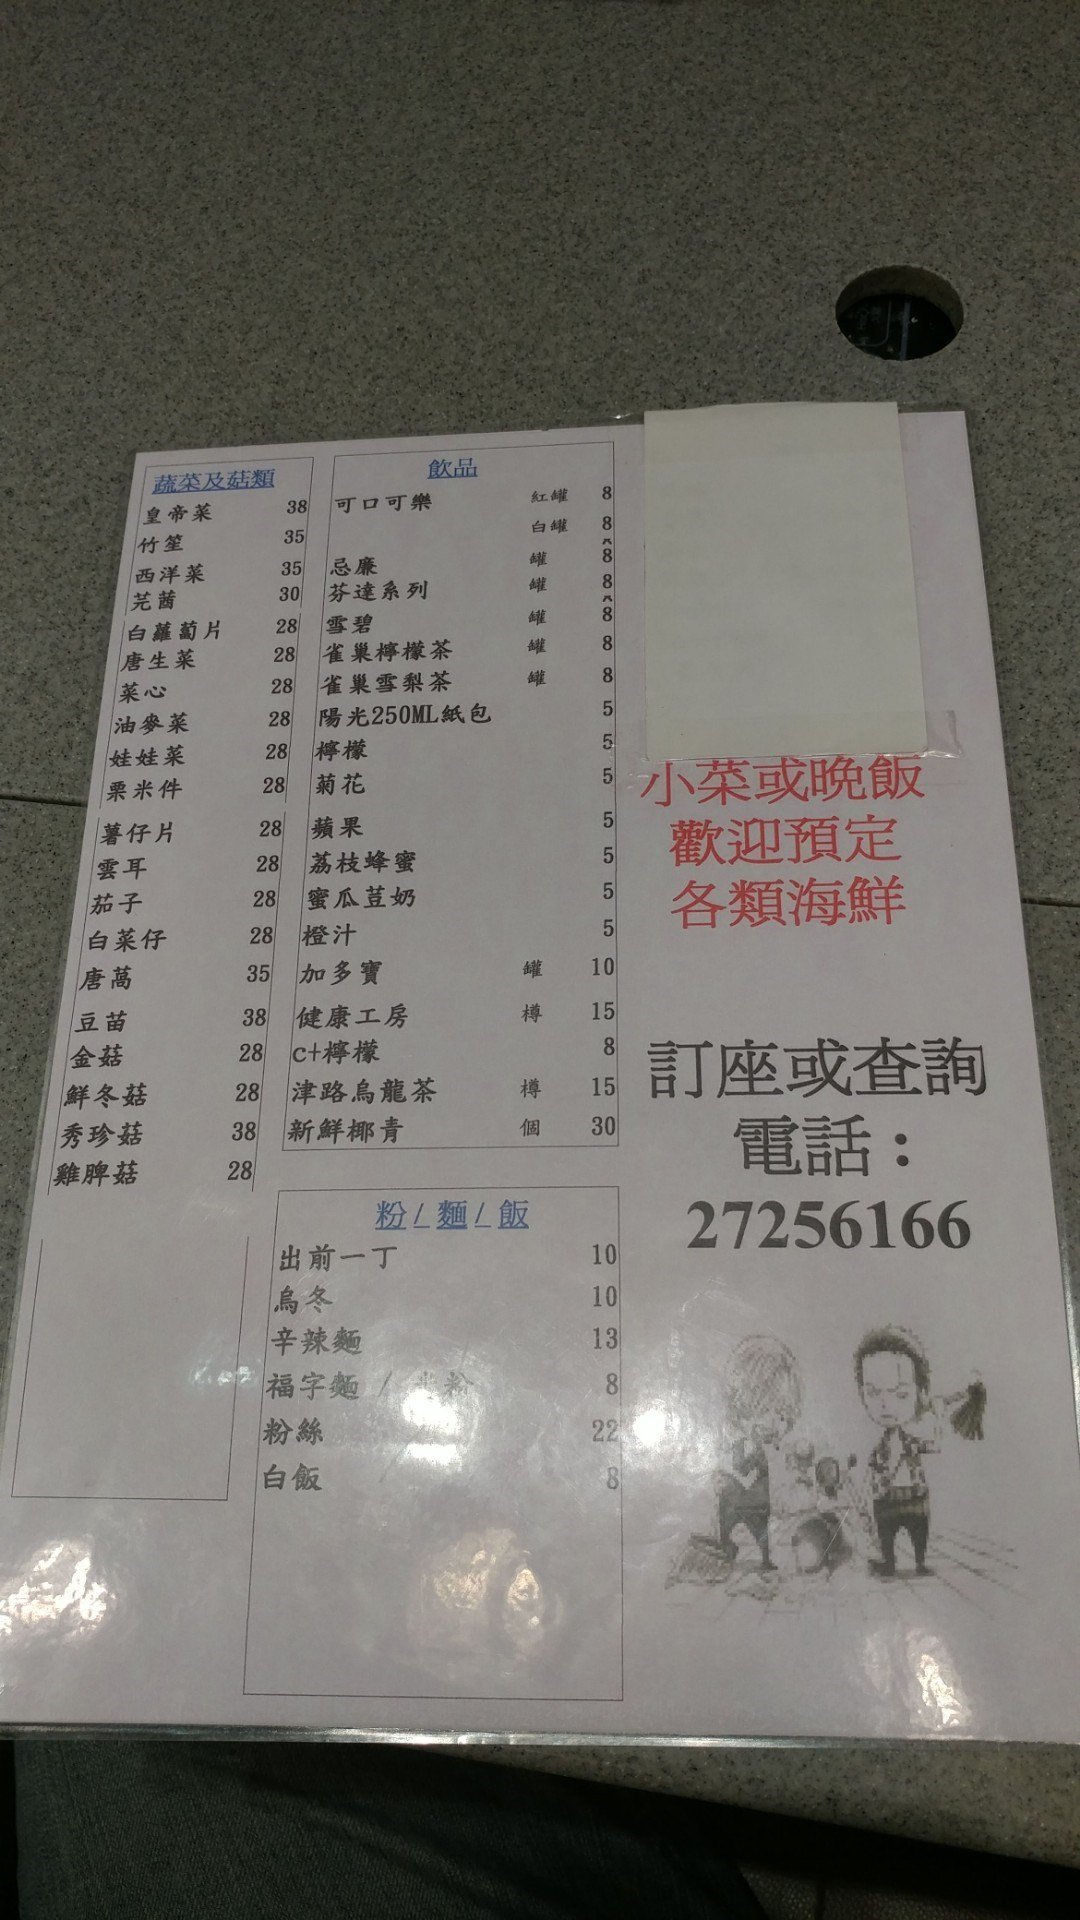 蔬菜及菇類
皇帝菜 38
竹笙 35
西洋菜 35
芫茜 30
白蘿蔔片 28
唐生菜 28
菜心 28
油麥菜 28
娃娃菜 28
粟米件 28
薯仔片 28
雲耳 28
茄子 28
白菜仔 28
唐萵 35
豆苗 38
金菇 28
鮮冬菇 28
秀珍菇 38
雞脾菇 28
飲品
可口可樂 紅罐 8
白罐 8
忌廉 罐 8
芬達系列 罐 8
雪碧 罐 8
雀巢檸檬茶 罐 8
雀巢雪梨茶 罐 8
陽光250ML紙包 5
檸檬 5
菊花 5
蘋果 5
荔枝蜂蜜 5
蜜瓜荳奶 5
橙汁 5
加多寶 罐 10
健康工房 樽 15
c+檸檬 8
津路烏龍茶 樽 15
新鮮椰青 個 30
粉/麵/飯
出前一丁 10
烏冬 10
辛辣麵 13
福字麵 / 粉 8
粉絲 22
白飯 8
小菜或晚飯
歡迎預定
各類海鮮
訂座或查詢
電話：
27256166